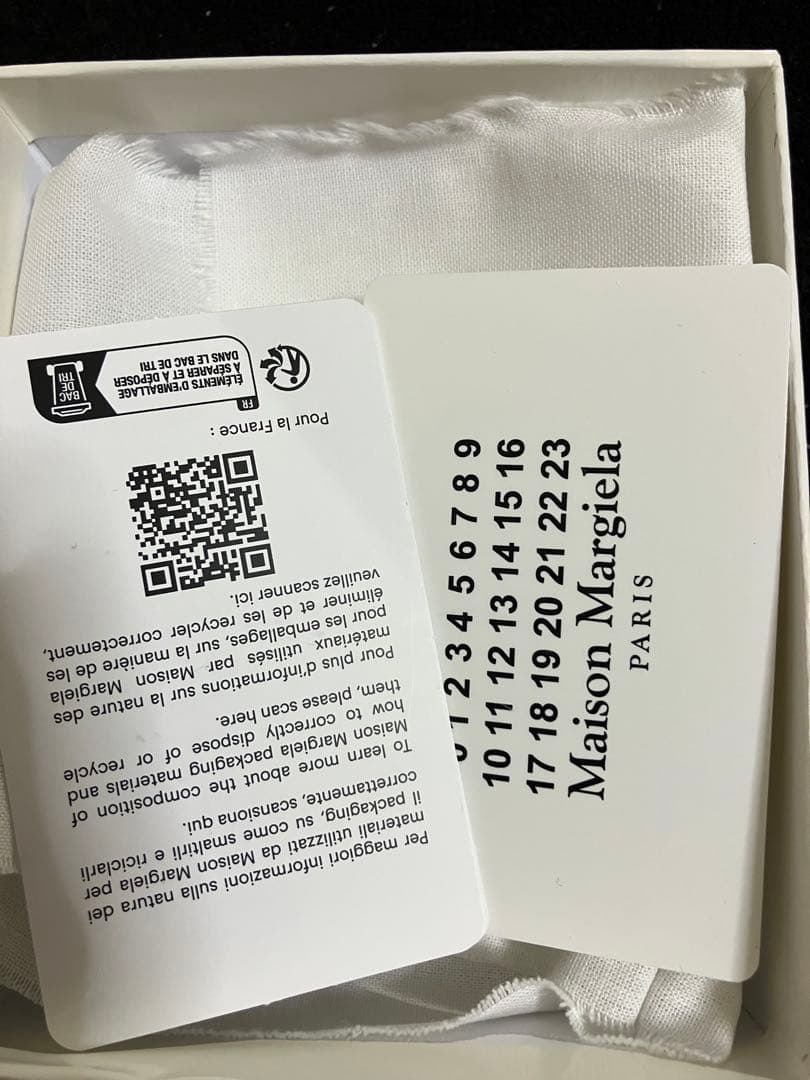 Per maggiori informazioni sulla natura dei
materiali utilizzati da Maison Margiela per
il packaging, su come smaltirli e riciclarli
correttamente, scansiona qui.
To learn more about the composition of
Maison Margiela packaging materials and
how to correctly dispose of or recycle
them, please scan here.
Pour plus d'informations sur la nature des
matériaux utilisés par Maison Margiela
pour les emballages, sur la manière de les
éliminer et de les recycler correctement,
veuillez scanner ici.
Pour la France :
FR
ÉLÉMENTS D'EMBALLAGE
À SÉPARER ET À DÉPOSER
DANS LE BAC DE TRI
BAC
DE
TRI
0 1 2 3 4 5 6 7 8 9
10 11 12 13 14 15 16
17 18 19 20 21 22 23
Maison Margiela
PARIS